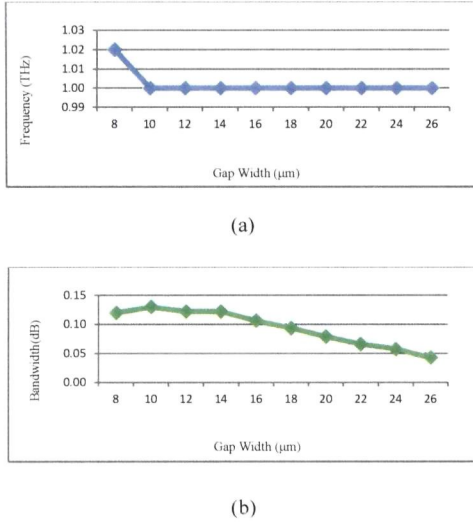 1.03
1.02
1.01
1.00
0.99
Frequency (THz)
8 10 12 14 16 18 20 22 24 26
Gap Width (μm)
(a)
0.15
0.10
0.05
0.00
Bandwidth(dB)
8 10 12 14 16 18 20 22 24 26
Gap Width (μm)
(b)